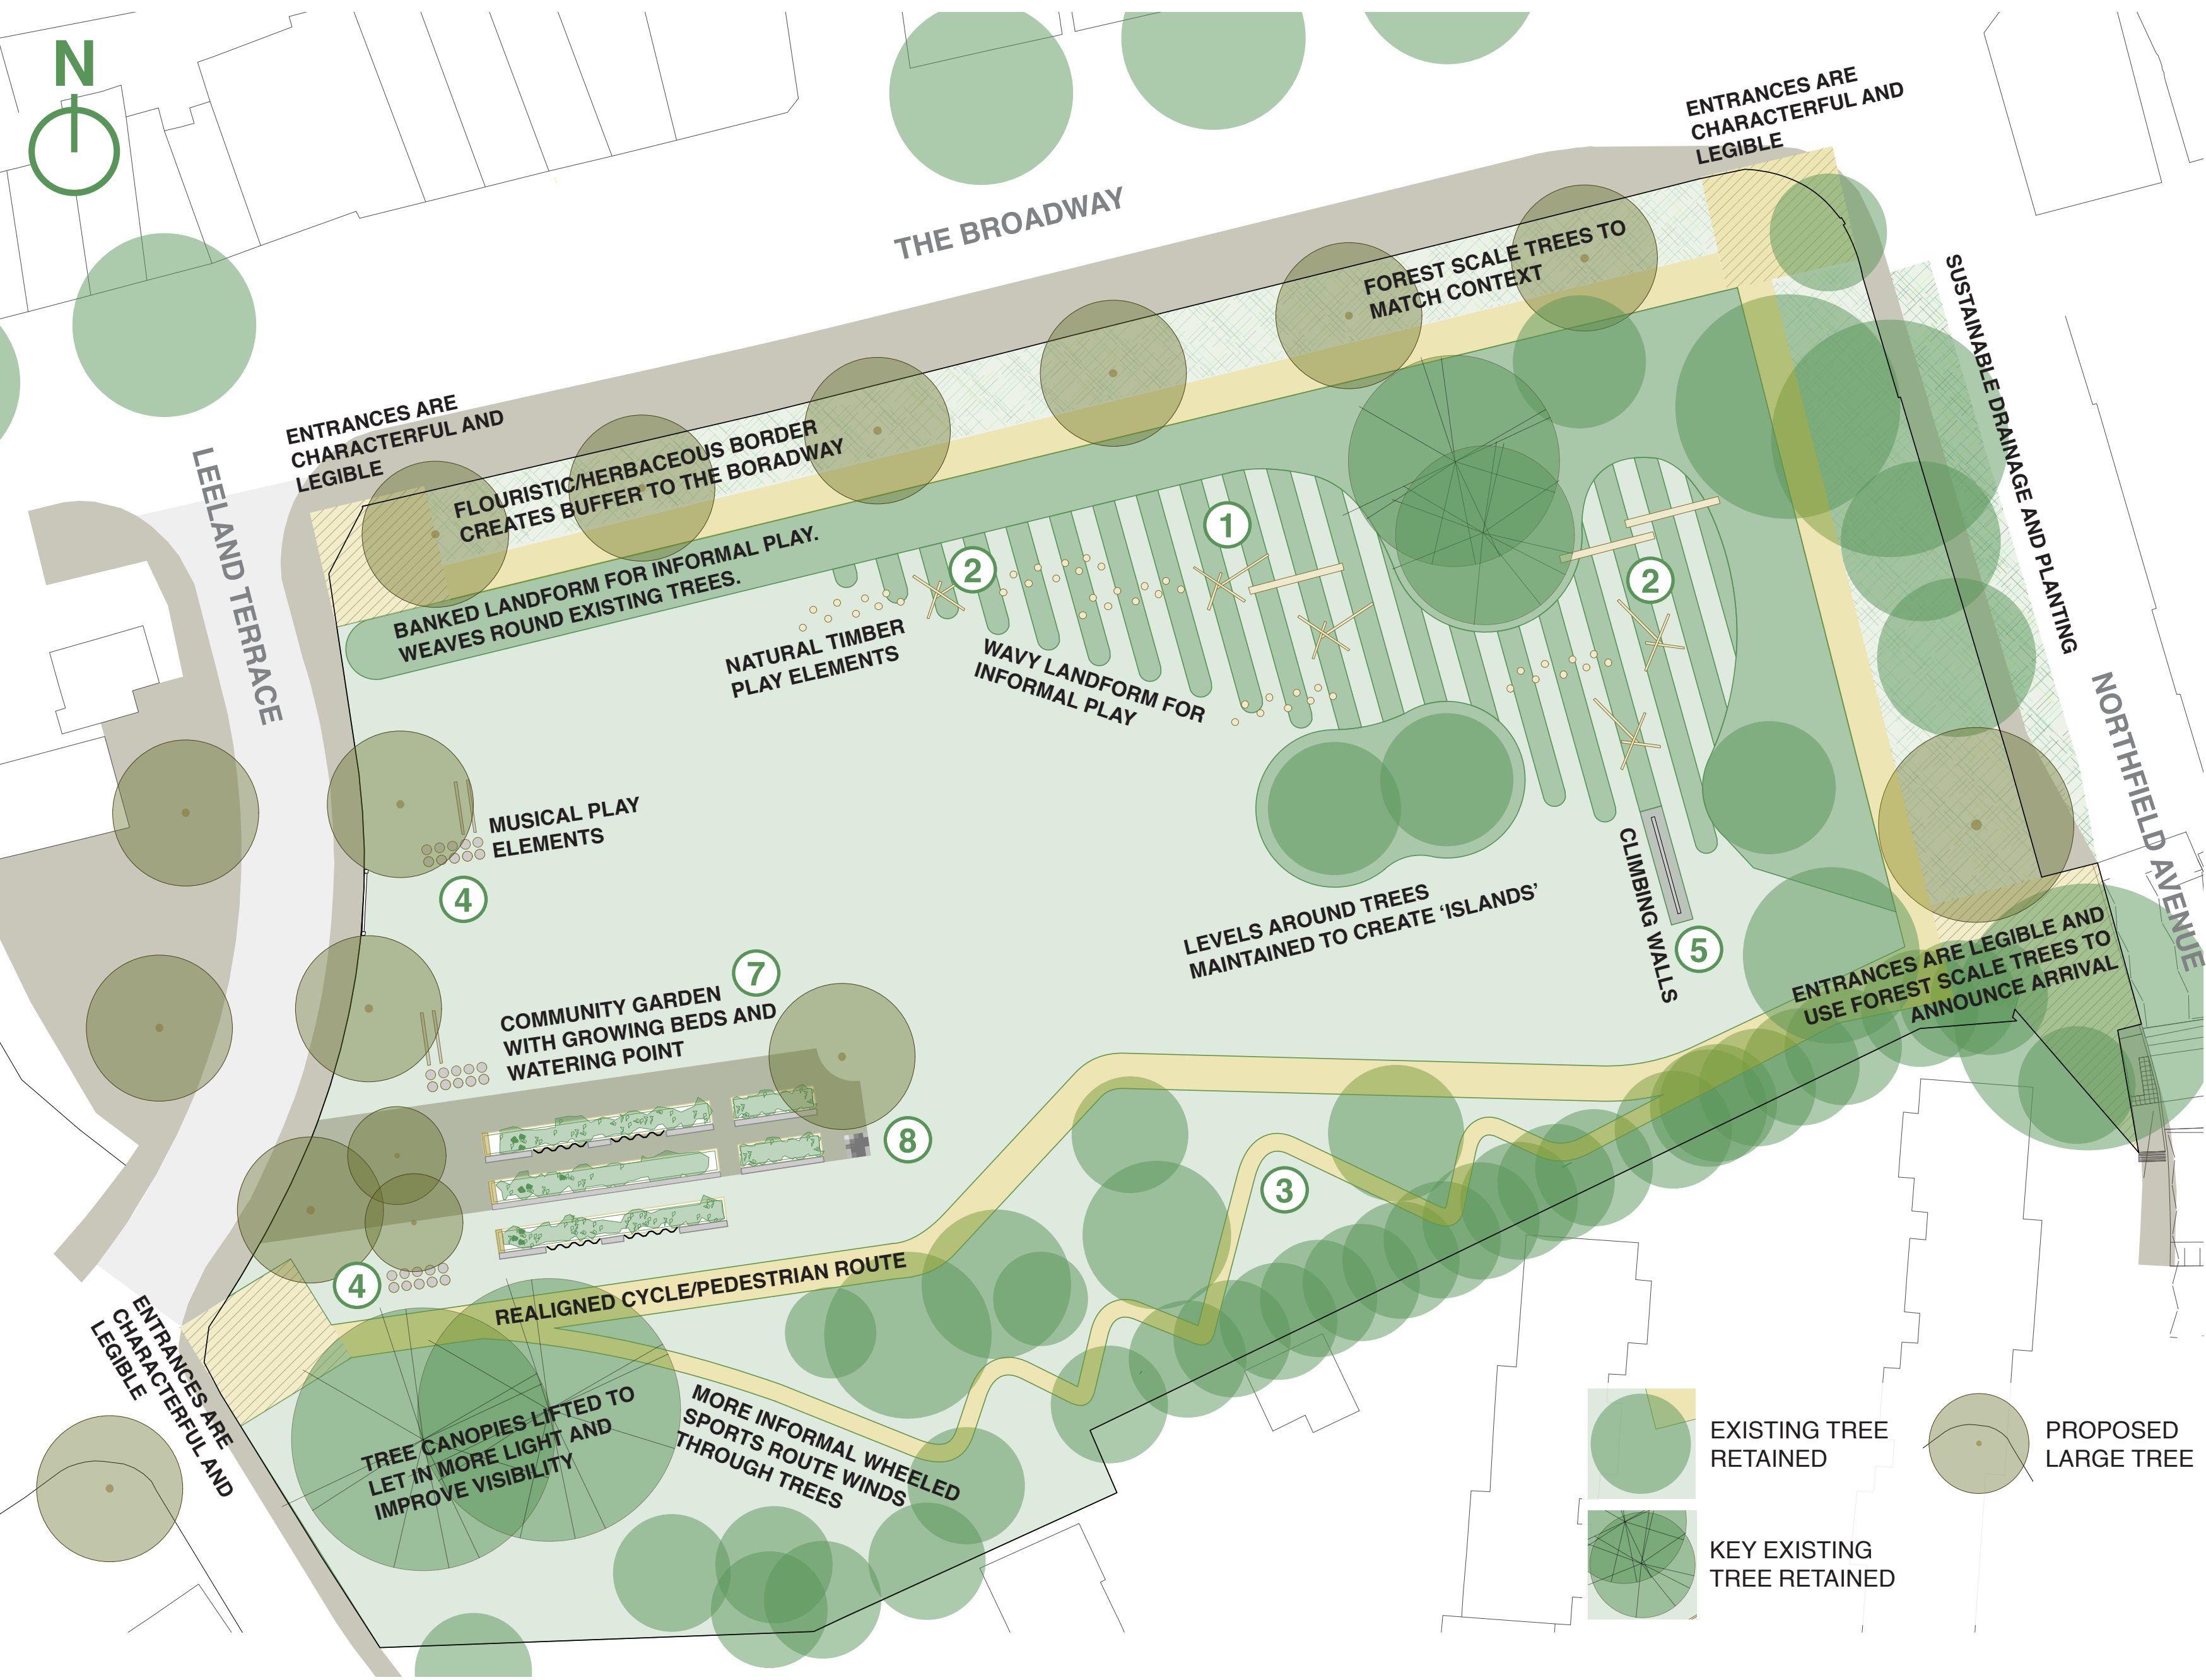 N
ENTRANCES ARE
CHARACTERFUL AND
LEGIBLE
THE BROADWAY
FOREST SCALE TREES TO
MATCH CONTEXT
SUSTAINABLE DRAINAGE AND PLANTING
ENTRANCES ARE
CHARACTERFUL AND
LEGIBLE
LEELAND TERRACE
FLOURISTIC/HERBACEOUS BORDER
CREATES BUFFER TO THE BORADWAY
BANKED LANDFORM FOR INFORMAL PLAY.
WEAVES ROUND EXISTING TREES.
1
2
2
NATURAL TIMBER
PLAY ELEMENTS
WAVY LANDFORM FOR
INFORMAL PLAY
NORTHFIELD AVENUE
MUSICAL PLAY
ELEMENTS
4
CLIMBING WALLS
5
LEVELS AROUND TREES
MAINTAINED TO CREATE ‘ISLANDS’
ENTRANCES ARE LEGIBLE AND
USE FOREST SCALE TREES TO
ANNOUNCE ARRIVAL
7
COMMUNITY GARDEN
WITH GROWING BEDS AND
WATERING POINT
8
3
4
REALIGNED CYCLE/PEDESTRIAN ROUTE
ENTRANCES ARE
CHARACTERFUL AND
LEGIBLE
TREE CANOPIES LIFTED TO
LET IN MORE LIGHT AND
IMPROVE VISIBILITY
MORE INFORMAL WHEELED
SPORTS ROUTE WINDS
THROUGH TREES
EXISTING TREE
RETAINED
PROPOSED
LARGE TREE
KEY EXISTING
TREE RETAINED